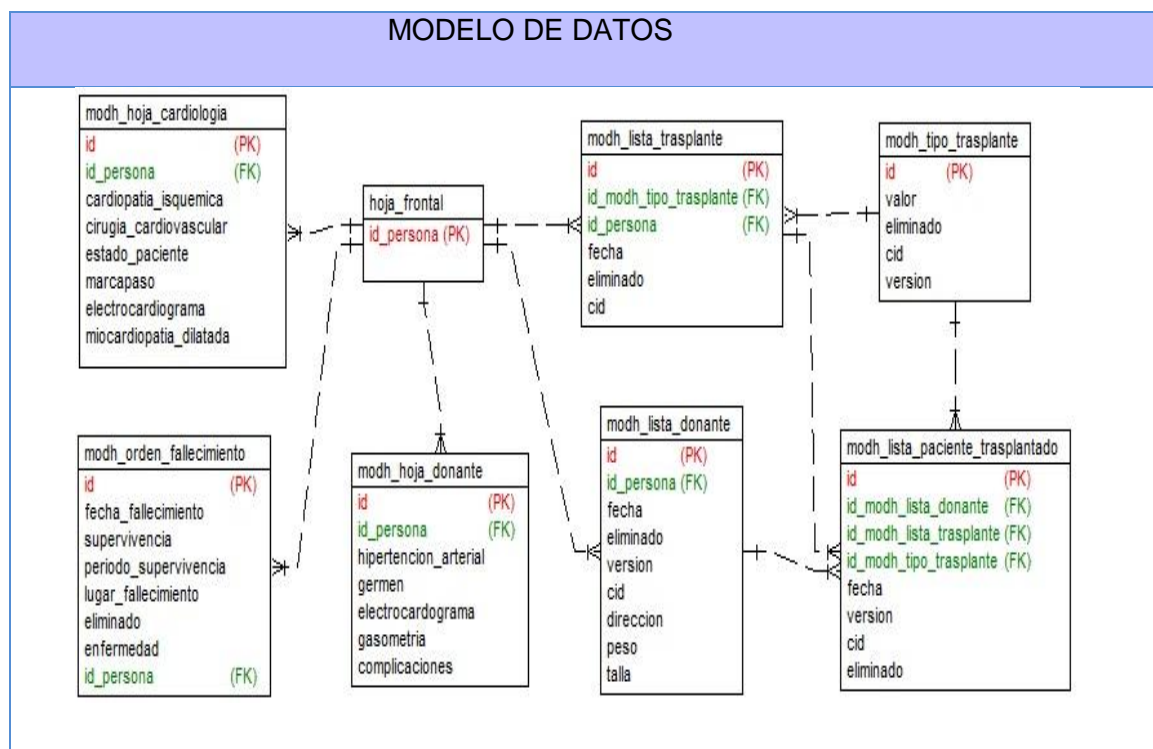 MODELO DE DATOS
modh_hoja_cardiologia
id (PK)
id_persona (FK)
cardiopatia_isquemica
cirugia_cardiovascular
estado_paciente
marcapaso
electrocardiograma
miocardiopatia_dilatada
hoja_frontal
id_persona (PK)
modh_lista_trasplante
id (PK)
id_modh_tipo_trasplante (FK)
id_persona (FK)
fecha
eliminado
cid
modh_tipo_trasplante
id (PK)
valor
eliminado
cid
version
modh_orden_fallecimiento
id (PK)
fecha_fallecimiento
supervivencia
periodo_supervivencia
lugar_fallecimiento
eliminado
enfermedad
id_persona (FK)
modh_hoja_donante
id (PK)
id_persona (FK)
hipertencion_arterial
germen
electrocardograma
gasometria
complicaciones
modh_lista_donante
id (PK)
id_persona (FK)
fecha
eliminado
version
cid
direccion
peso
talla
modh_lista_paciente_trasplantado
id (PK)
id_modh_lista_donante (FK)
id_modh_lista_trasplante (FK)
id_modh_tipo_trasplante (FK)
fecha
version
cid
eliminado